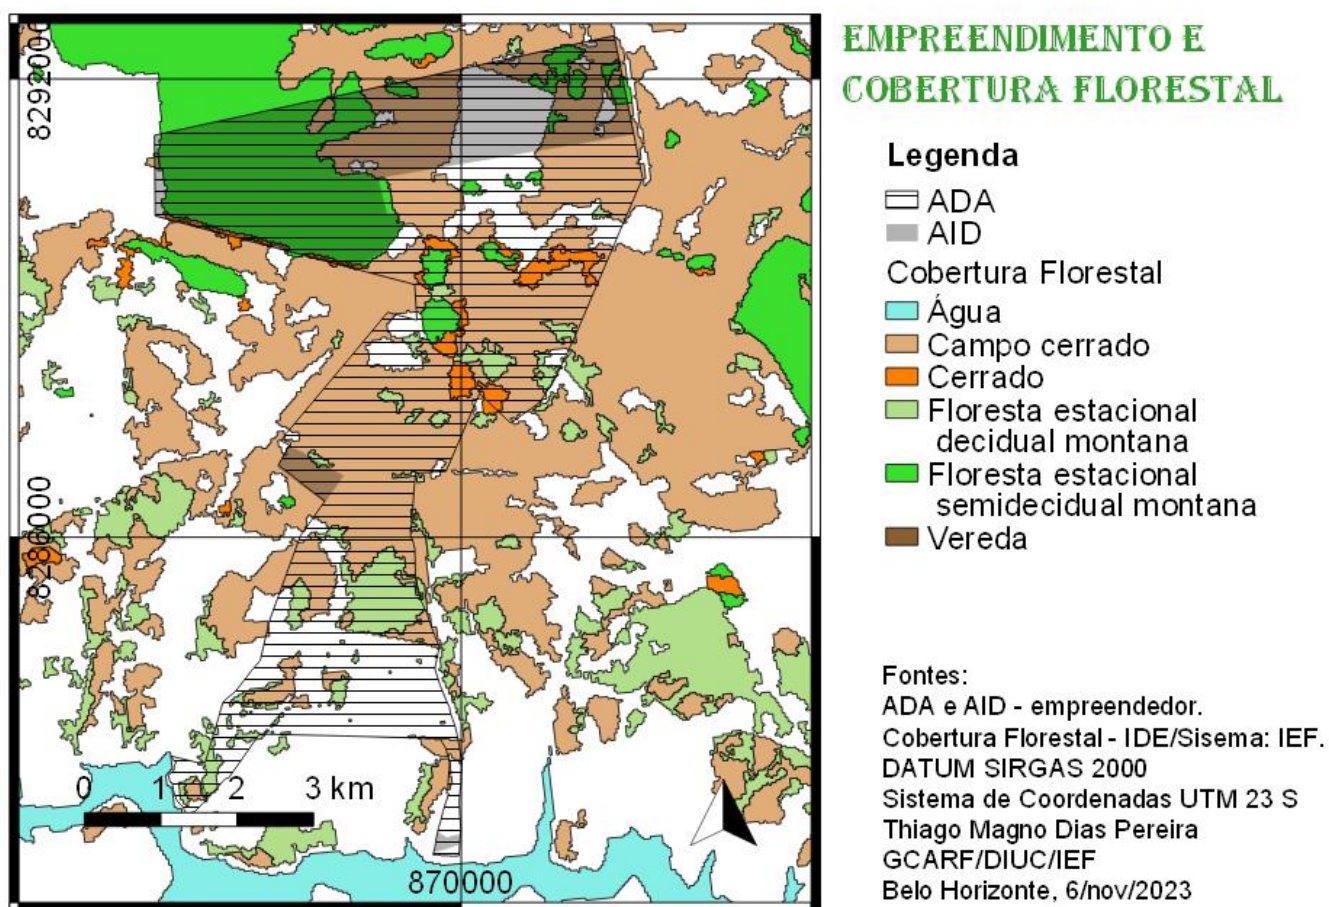 EMPREENDIMENTO E
COBERTURA FLORESTAL
Legenda
ADA
AID
Cobertura Florestal
Água
Campo cerrado
Cerrado
Floresta estacional
decidual montana
Floresta estacional
semidecidual montana
Vereda
Fontes:
ADA e AID - empreendedor.
Cobertura Florestal - IDE/Sisema: IEF.
DATUM SIRGAS 2000
Sistema de Coordenadas UTM 23 S
Thiago Magno Dias Pereira
GCARF/DIUC/IEF
Belo Horizonte, 6/nov/2023
8292000
8286000
0 1 2 3 km
870000